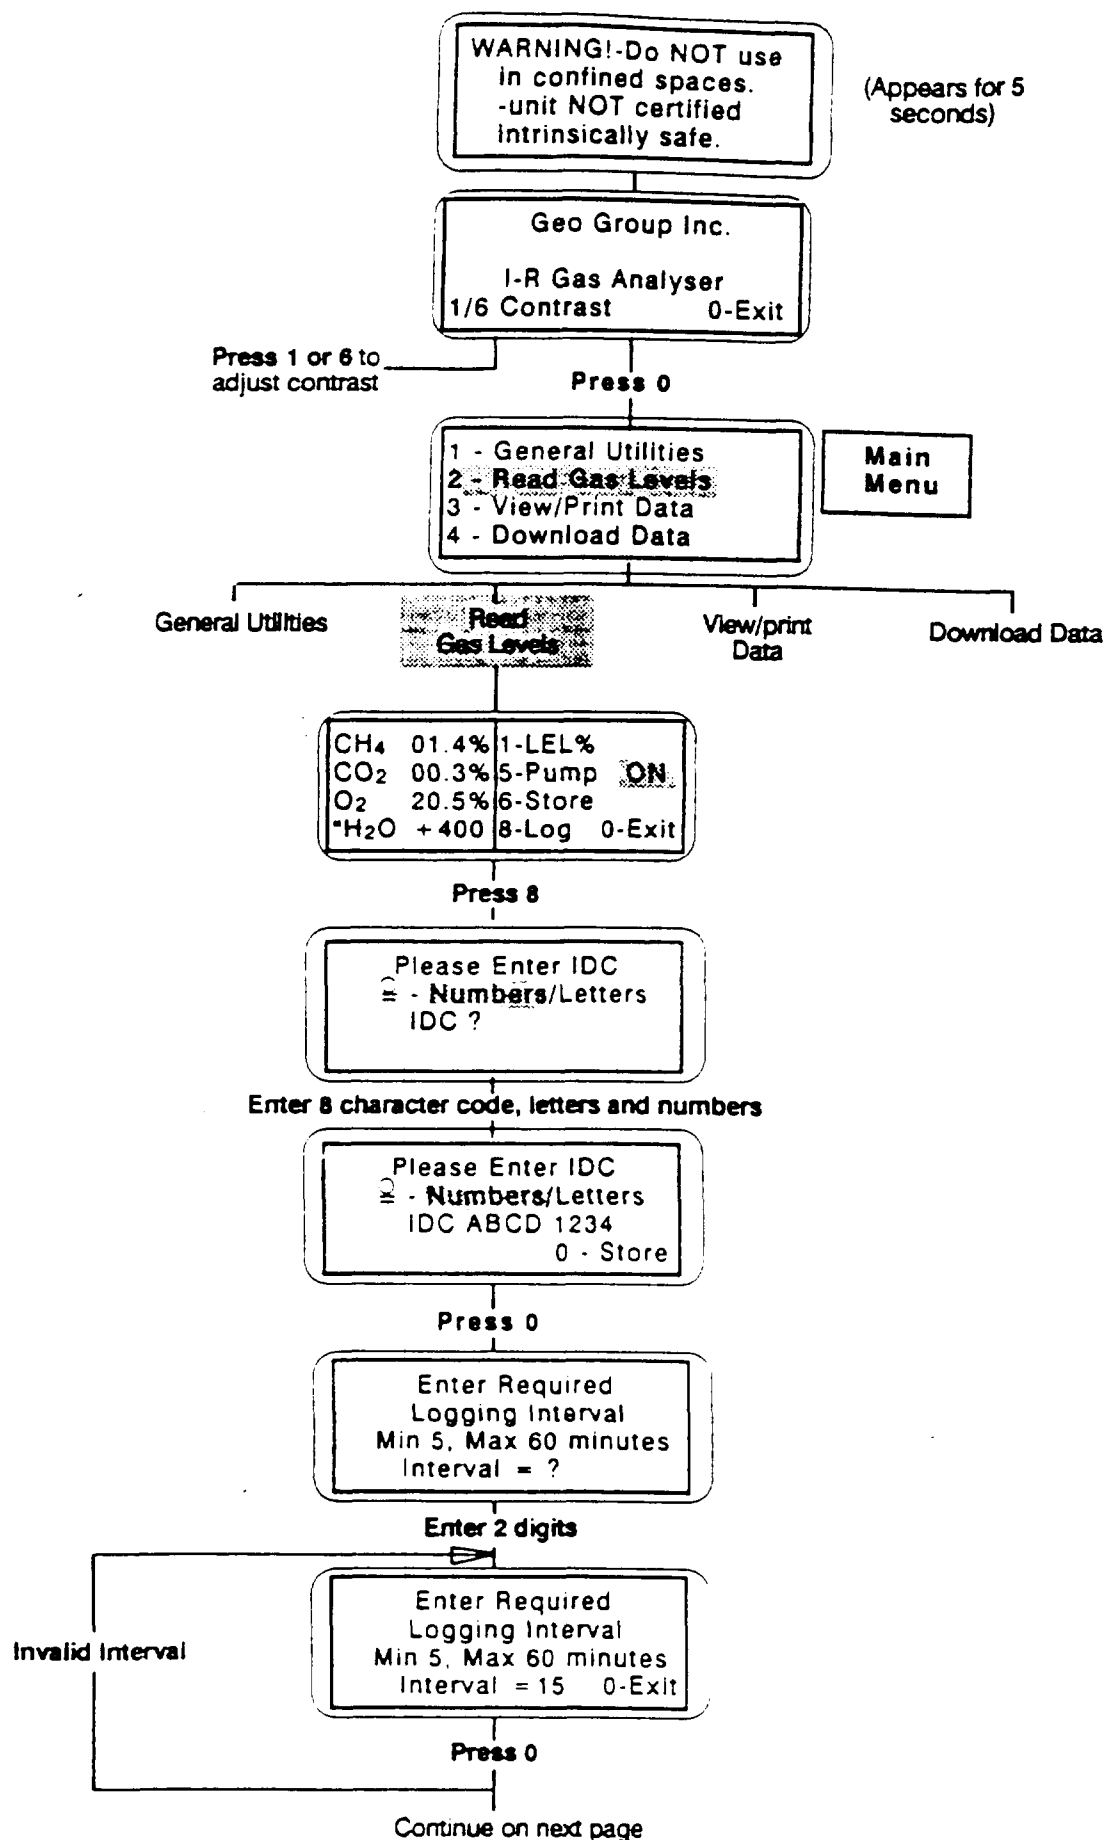 WARNING!-Do NOT use
in confined spaces.
-unit NOT certified
intrinsically safe.
(Appears for 5
seconds)
Geo Group Inc.
I-R Gas Analyser
1/6 Contrast 0-Exit
Press 1 or 6 to
adjust contrast
Press 0
1 - General Utilities
2 - Read Gas Levels
3 - View/Print Data
4 - Download Data
Main
Menu
General Utilities
Read
Gas Levels
View/print
Data
Download Data
CH4 01.4% 1-LEL%
CO2 00.3% 5-Pump ON
O2 20.5% 6-Store
"H2O +400 8-Log 0-Exit
Press 8
Please Enter IDC
- Numbers/Letters
IDC ?
Enter 8 character code, letters and numbers
Please Enter IDC
- Numbers/Letters
IDC ABCD 1234
0 - Store
Press 0
Enter Required
Logging Interval
Min 5, Max 60 minutes
Interval = ?
Enter 2 digits
Enter Required
Logging Interval
Min 5, Max 60 minutes
Interval = 15 0-Exit
Invalid Interval
Press 0
Continue on next page